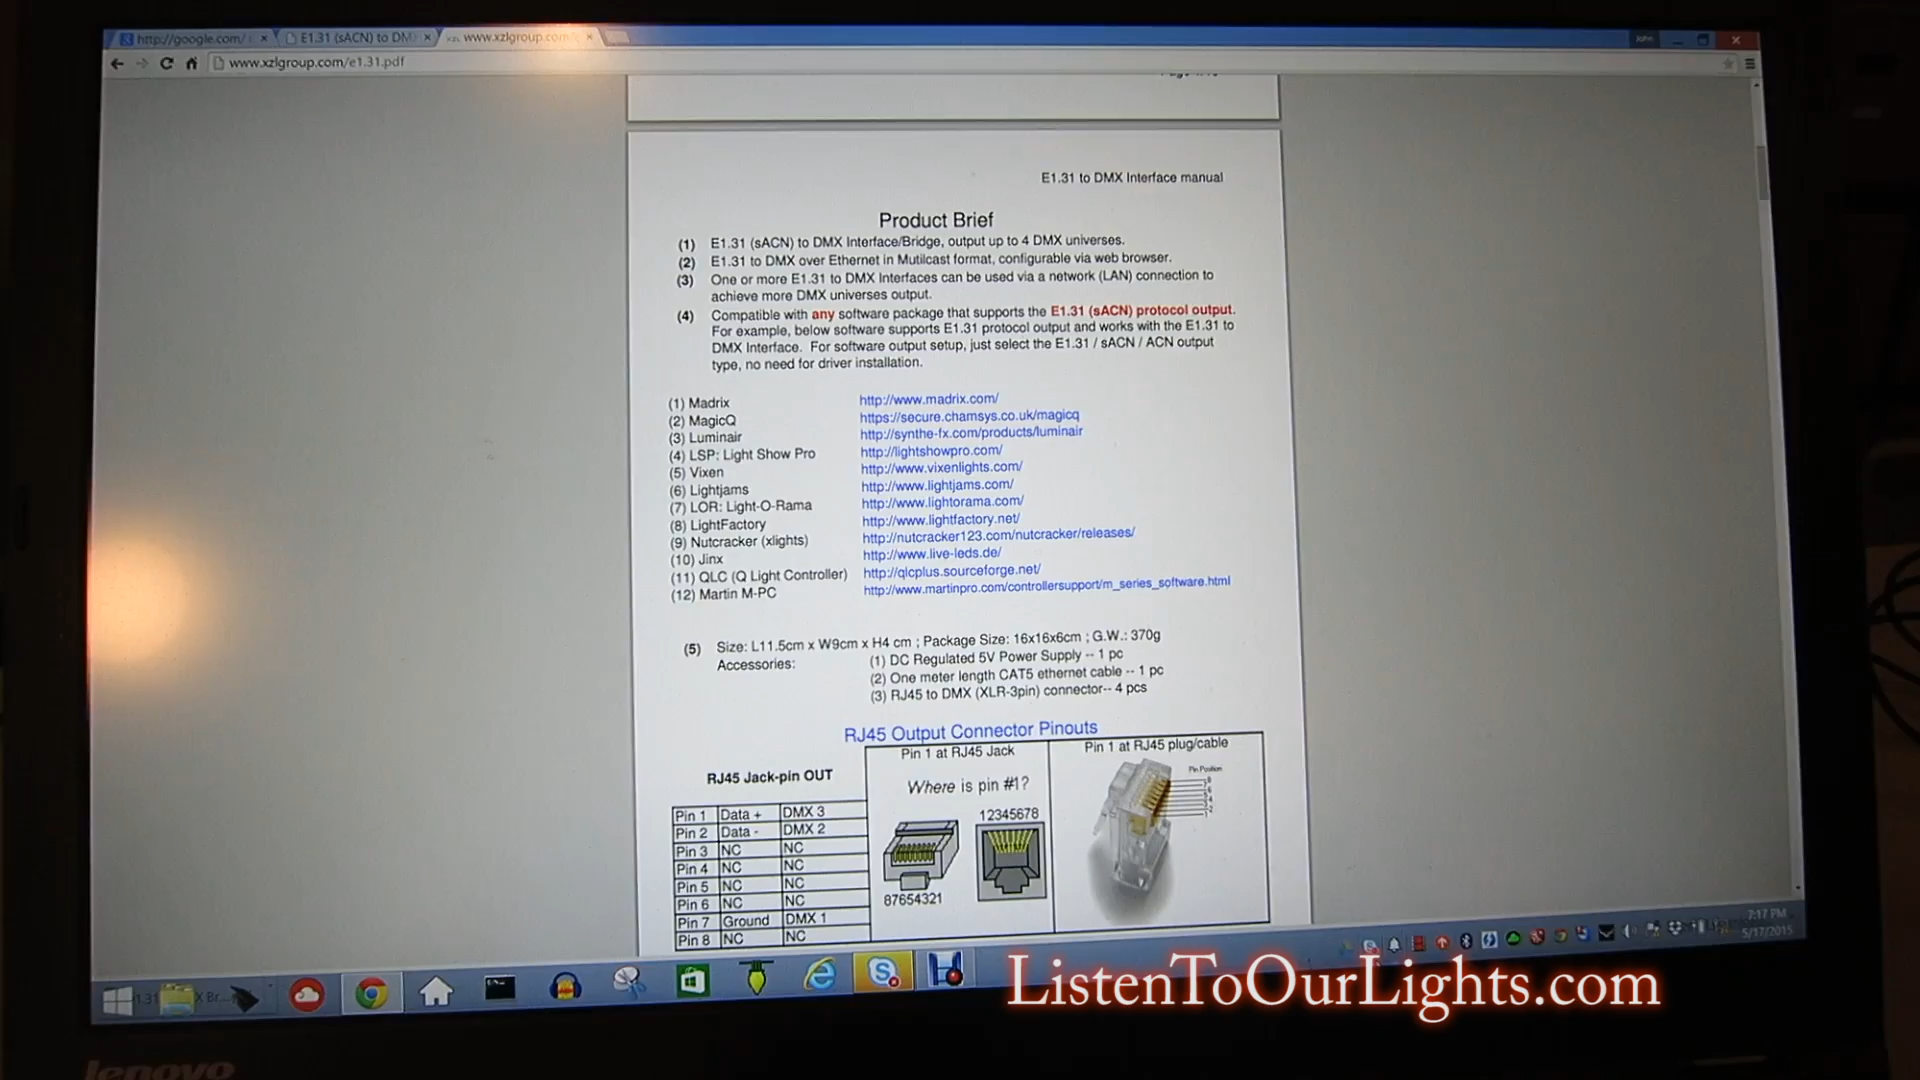 http://google.com/
E1.31 (sACN) to DM
www.xzlgroup.com/
John
www.xzlgroup.com/e1.31.pdf
E1.31 to DMX Interface manual
Product Brief
(1) E1.31 (sACN) to DMX Interface/Bridge, output up to 4 DMX universes.
(2) E1.31 to DMX over Ethernet in Mutilcast format, configurable via web browser.
(3) One or more E1.31 to DMX Interfaces can be used via a network (LAN) connection to
achieve more DMX universes output.
(4) Compatible with any software package that supports the E1.31 (sACN) protocol output.
For example, below software supports E1.31 protocol output and works with the E1.31 to
DMX Interface. For software output setup, just select the E1.31 / sACN / ACN output
type, no need for driver installation.
(1) Madrix http://www.madrix.com/
(2) MagicQ https://secure.chamsys.co.uk/magicq
(3) Luminair http://synthe-fx.com/products/luminair
(4) LSP: Light Show Pro http://lightshowpro.com/
(5) Vixen http://www.vixenlights.com/
(6) Lightjams http://www.lightjams.com/
(7) LOR: Light-O-Rama http://www.lightorama.com/
(8) LightFactory http://www.lightfactory.net/
(9) Nutcracker (xlights) http://nutcracker123.com/nutcracker/releases/
(10) Jinx http://www.live-leds.de/
(11) QLC (Q Light Controller) http://qlcplus.sourceforge.net/
(12) Martin M-PC http://www.martinpro.com/controllersupport/m_series_software.html
(5) Size: L11.5cm x W9cm x H4 cm ; Package Size: 16x16x6cm ; G.W.: 370g
Accessories: (1) DC Regulated 5V Power Supply -- 1 pc
(2) One meter length CAT5 ethernet cable -- 1 pc
(3) RJ45 to DMX (XLR-3pin) connector-- 4 pcs
RJ45 Output Connector Pinouts
RJ45 Jack-pin OUT
Pin 1 Data + DMX 3
Pin 2 Data - DMX 2
Pin 3 NC NC
Pin 4 NC NC
Pin 5 NC NC
Pin 6 NC NC
Pin 7 Ground DMX 1
Pin 8 NC NC
Pin 1 at RJ45 Jack
Where is pin #1?
12345678
87654321
Pin 1 at RJ45 plug/cable
Pin Position
7:17 PM
5/17/2015
ListenToOurLights.com
lenovo